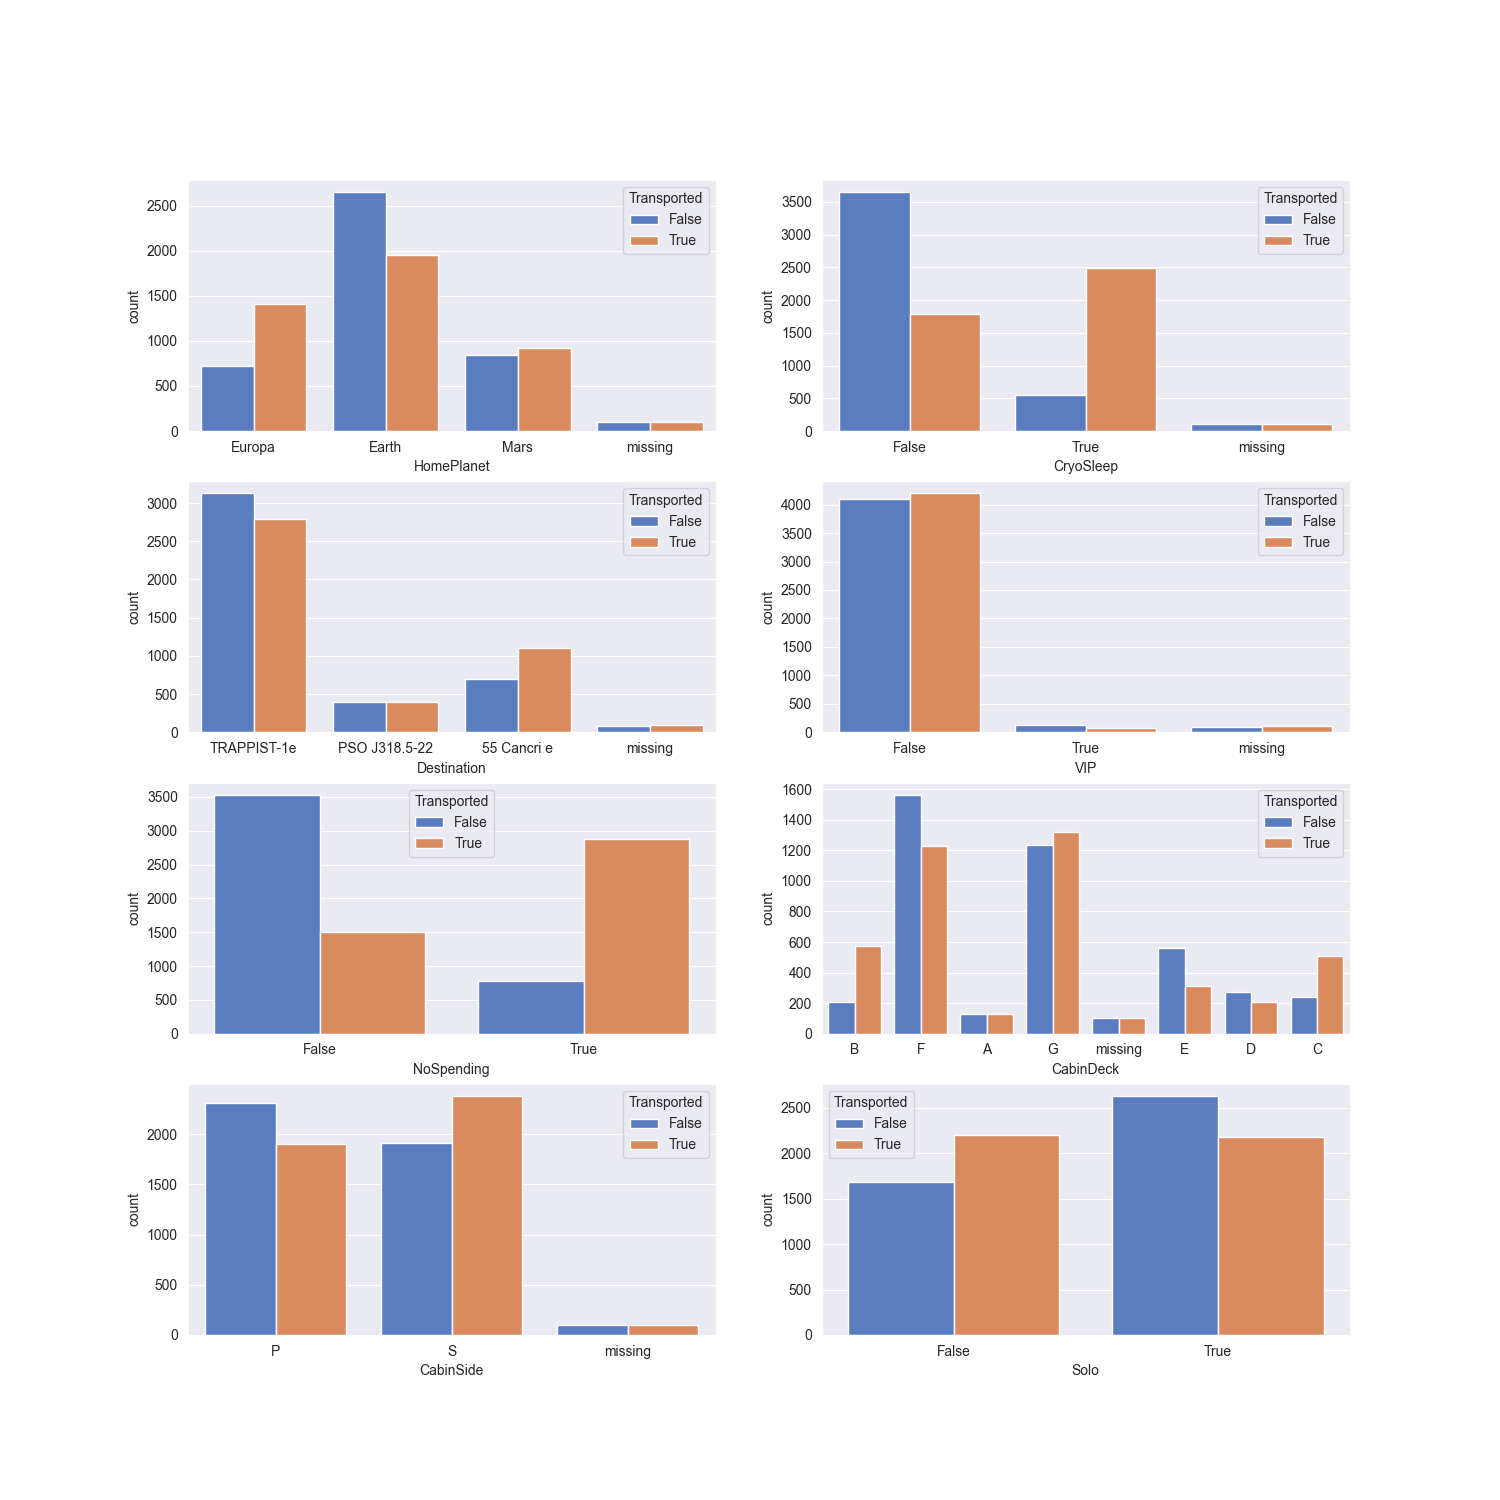 Transported
False
True
2500
2000
1500
1000
500
0
count
Europa Earth Mars missing
HomePlanet
Transported
False
True
3500
3000
2500
2000
1500
1000
500
0
count
False True missing
CryoSleep
Transported
False
True
3000
2500
2000
1500
1000
500
0
count
TRAPPIST-1e PSO J318.5-22 55 Cancri e missing
Destination
Transported
False
True
4000
3500
3000
2500
2000
1500
1000
500
0
count
False True missing
VIP
Transported
False
True
3500
3000
2500
2000
1500
1000
500
0
count
False True
NoSpending
Transported
False
True
1600
1400
1200
1000
800
600
400
200
0
count
B F A G missing E D C
CabinDeck
Transported
False
True
2000
1500
1000
500
0
count
P S missing
CabinSide
Transported
False
True
2500
2000
1500
1000
500
0
count
False True
Solo